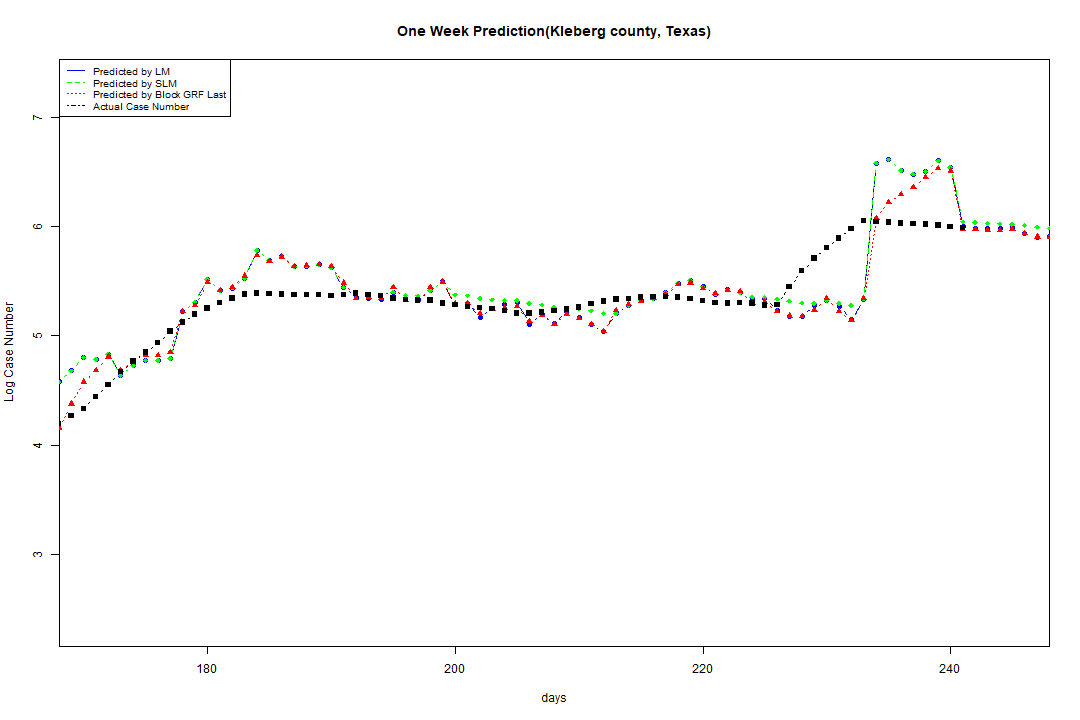 One Week Prediction(Kleberg county, Texas)
Predicted by LM
Predicted by SLM
Predicted by Block GRF Last
Actual Case Number
Log Case Number
7
6
5
4
3
180 200 220 240
days